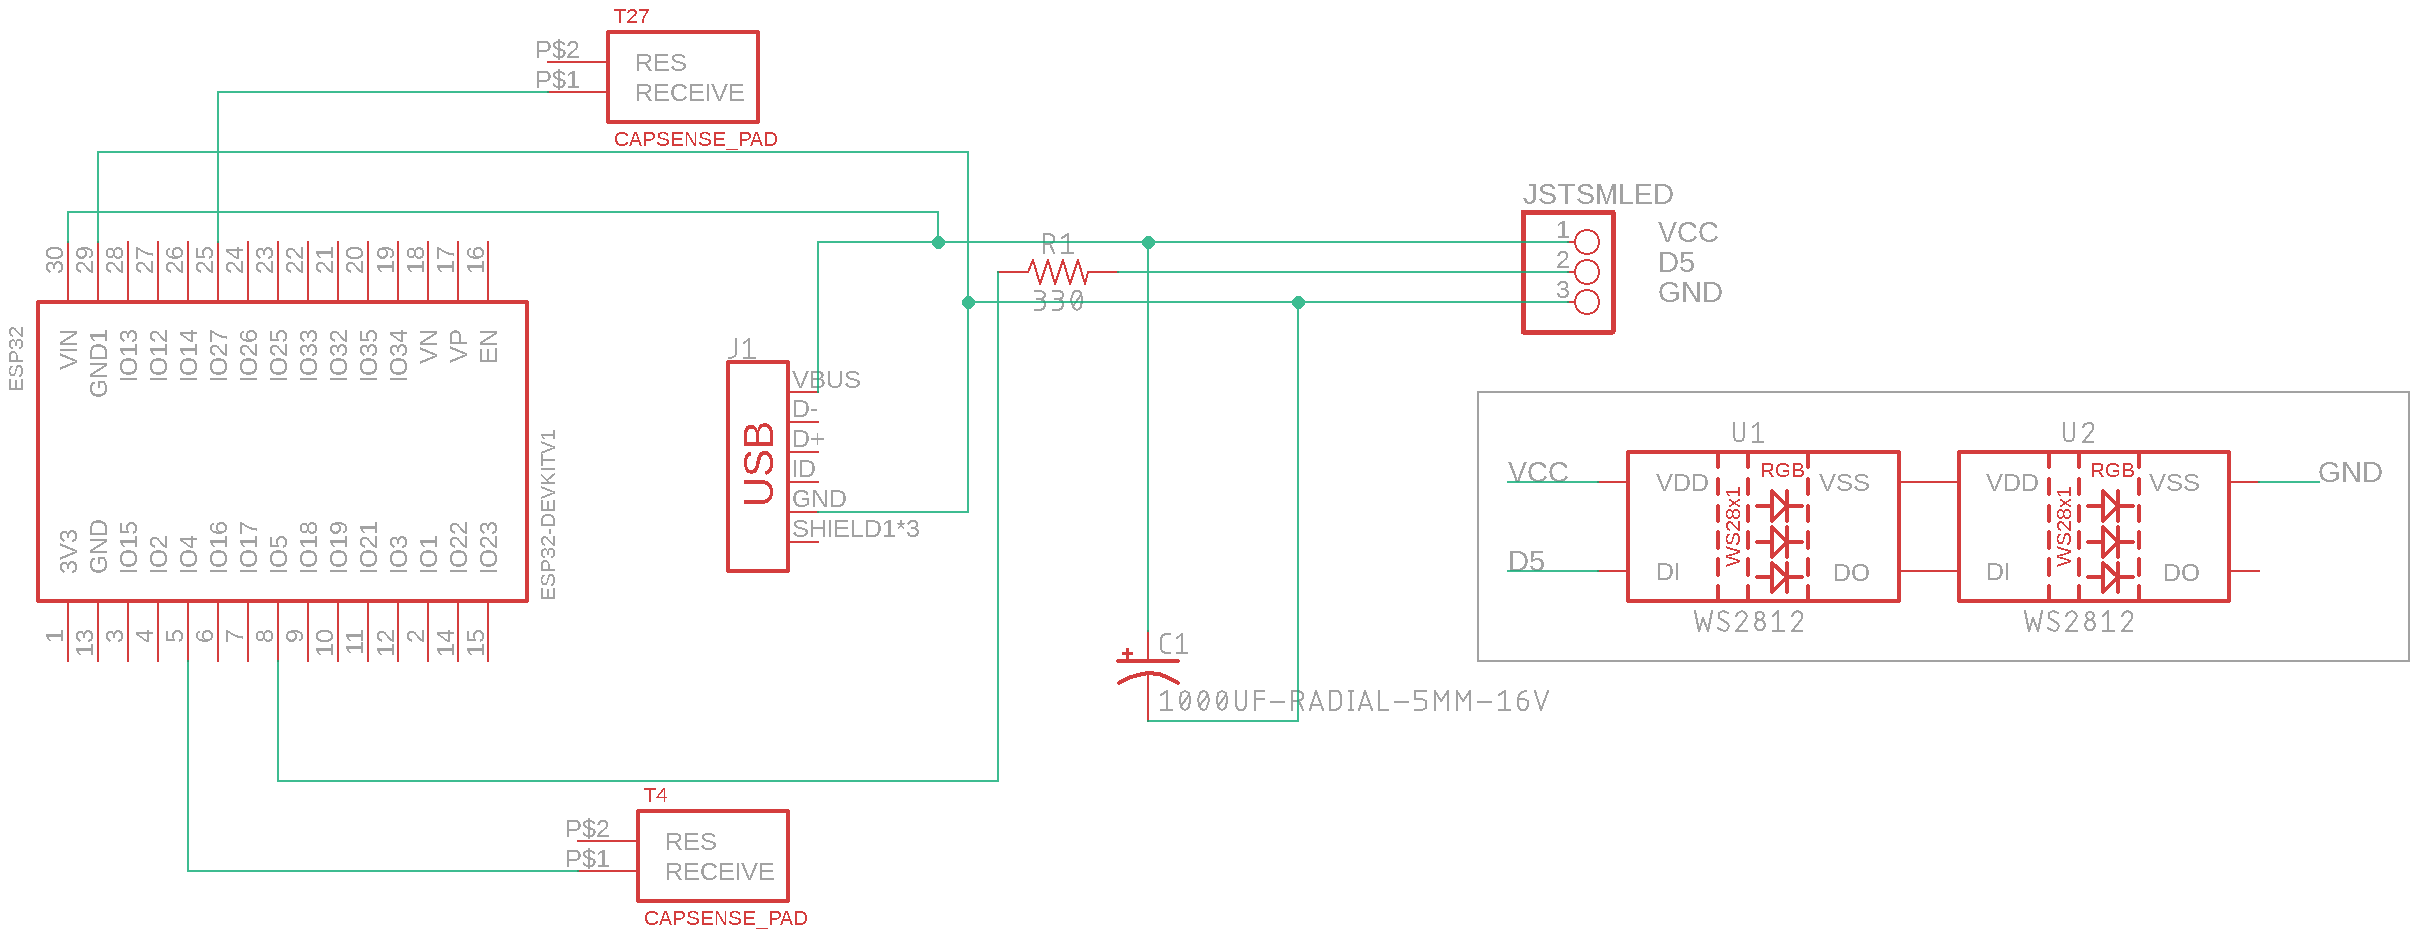 T27
P$2
RES
P$1
RECEIVE
CAPSENSE_PAD
30 29 28 27 26 25 24 23 22 21 20 19 18 17 16
VIN GND1 IO13 IO12 IO14 IO27 IO26 IO25 IO33 IO32 IO35 IO34 VN VP EN
ESP32
3V3 GND IO15 IO2 IO4 IO16 IO17 IO5 IO18 IO19 IO21 IO3 IO1 IO22 IO23
ESP32-DEVKITV1
1 13 3 4 5 6 7 8 9 10 11 12 2 14 15
J1
USB
VBUS
D-
D+
ID
GND
SHIELD1*3
R1
330
JSTSMLED
1 VCC
2 D5
3 GND
C1
+
1000UF-RADIAL-5MM-16V
U1
VCC
VDD
WS28x1
RGB
VSS
D5
DI
DO
WS2812
U2
VDD
WS28x1
RGB
VSS
GND
DI
DO
WS2812
T4
P$2
RES
P$1
RECEIVE
CAPSENSE_PAD